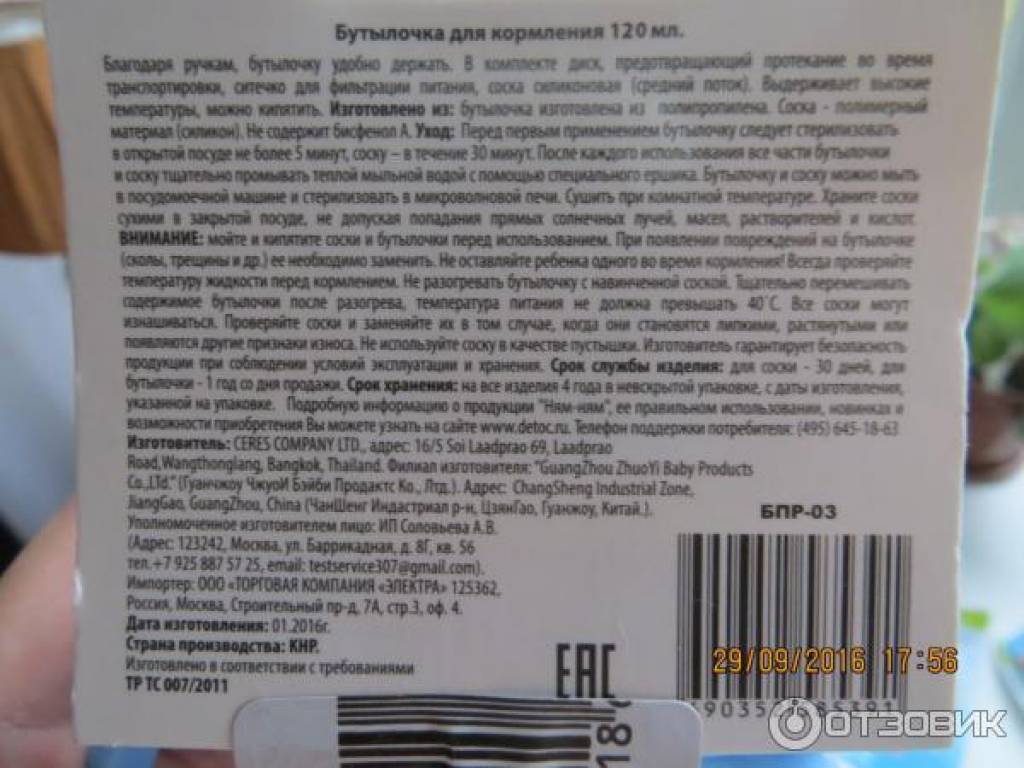 Бутылочка для кормления 120 мл.
Благодаря ручкам, бутылочку удобно держать. В комплекте диск, предотвращающий протекание во время
транспортировки, ситечко для фильтрации питания, соска силиконовая (средний поток). Выдерживает высокие
температуры, можно кипятить. Изготовлено из: бутылочка изготовлена из полипропилена. Соска - полимерный
материал (силикон). Не содержит бисфенол А. Уход: Перед первым применением бутылочку следует стерилизовать
в открытой посуде не более 5 минут, соску – в течение 30 минут. После каждого использования все части бутылочки
и соску тщательно промывать теплой мыльной водой с помощью специального ершика. Бутылочку и соску можно мыть
в посудомоечной машине и стерилизовать в микроволновой печи. Сушить при комнатной температуре. Храните соски
сухими в закрытой посуде, не допуская попадания прямых солнечных лучей, масел, растворителей и кислот.
ВНИМАНИЕ: мойте и кипятите соски и бутылочки перед использованием. При появлении повреждений на бутылочке
(сколы, трещины и др.) ее необходимо заменить. Не оставляйте ребенка одного во время кормления! Всегда проверяйте
температуру жидкости перед кормлением. Не разогревать бутылочку с навинченной соской. Тщательно перемешивать
содержимое бутылочки после разогрева, температура питания не должна превышать 40˚С. Все соски могут
изнашиваться. Проверяйте соски и заменяйте их в том случае, когда они становятся липкими, растянутыми или
появляются другие признаки износа. Не используйте соску в качестве пустышки. Изготовитель гарантирует безопасность
продукции при соблюдении условий эксплуатации и хранения. Срок службы изделия: для соски - 30 дней, для
бутылочки - 1 год со дня продажи. Срок хранения: на все изделия 4 года в невскрытой упаковке, с даты изготовления,
указанной на упаковке. Подробную информацию о продукции "Ням-ням", ее правильном использовании, новинках и
возможности приобретения Вы можете узнать на сайте www.detoc.ru. Телефон поддержки потребителя: (495) 645-18-63
Изготовитель: CERES COMPANY LTD., адрес: 16/5 Soi Laadprao 69, Laadprao
Road,Wangthonglang, Bangkok, Thailand. Филиал изготовителя: "GuangZhou ZhuoYi Baby Products
Co.,Ltd." (Гуанчжоу ЧжуоИ Бэйби Продактс Ко., Лтд.). Адрес: ChangSheng Industrial Zone,
JiangGao, GuangZhou, China (ЧанШенг Индастриал р-н, ЦзянГао, Гуанжоу, Китай.).
Уполномоченное изготовителем лицо: ИП Соловьева А.В.
(Адрес: 123242, Москва, ул. Баррикадная, д. 8Г, кв. 56
тел.+7 925 887 57 25, email: testservice307@gmail.com).
Импортер: ООО «ТОРГОВАЯ КОМПАНИЯ «ЭЛЕКТРА» 125362,
Россия, Москва, Строительный пр-д, 7А, стр.3, оф. 4.
Дата изготовления: 01.2016г.
Страна производства: КНР.
Изготовлено в соответствии с требованиями
ТР ТС 007/2011
EAC
БПР-03
29/09/2016 17:56
ОТЗОВИК